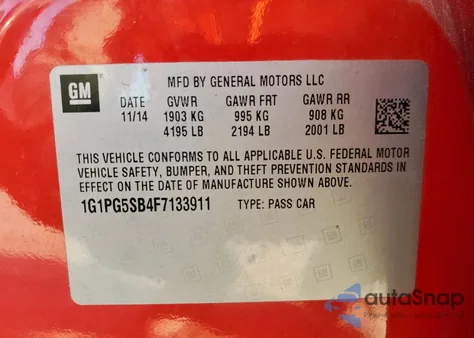 GM
MFD BY GENERAL MOTORS LLC
DATE GVWR GAWR FRT GAWR RR
11/14 1903 KG 995 KG 908 KG
4195 LB 2194 LB 2001 LB
THIS VEHICLE CONFORMS TO ALL APPLICABLE U.S. FEDERAL MOTOR
VEHICLE SAFETY, BUMPER, AND THEFT PREVENTION STANDARDS IN
EFFECT ON THE DATE OF MANUFACTURE SHOWN ABOVE.
1G1PG5SB4F7133911 TYPE: PASS CAR
autoSnap